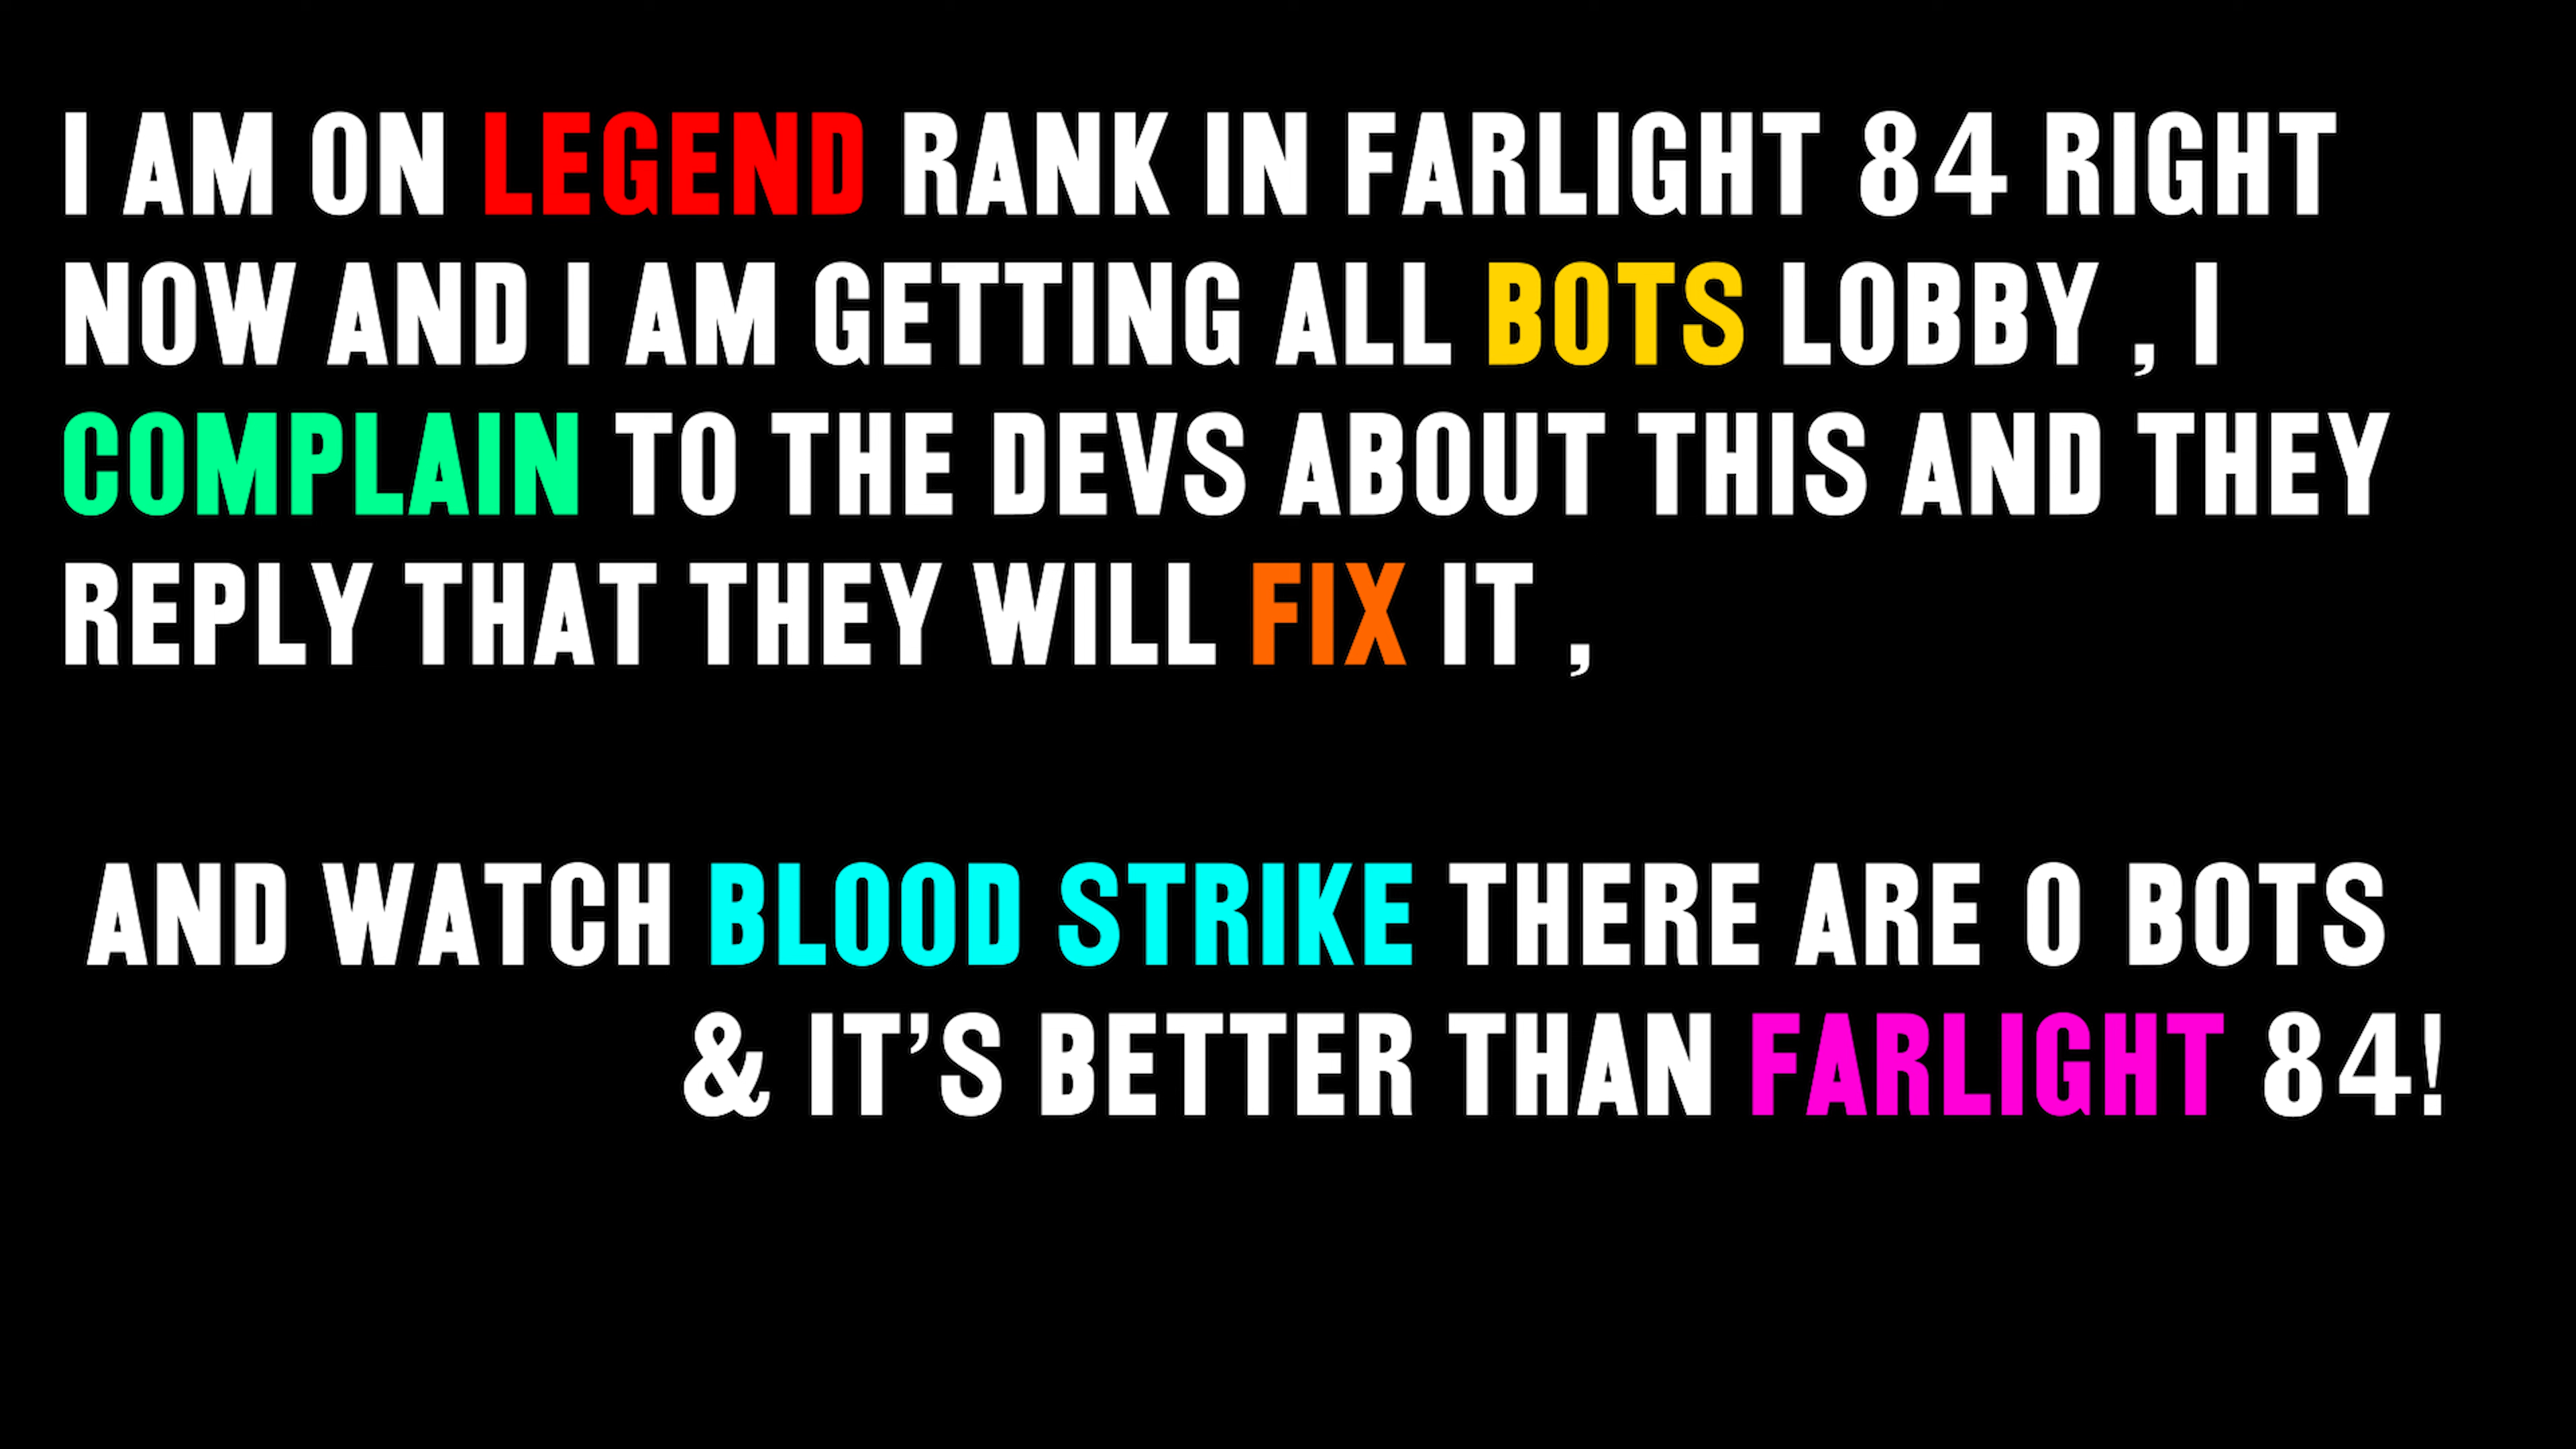 I AM ON LEGEND RANK IN FARLIGHT 84 RIGHT
NOW AND I AM GETTING ALL BOTS LOBBY , I
COMPLAIN TO THE DEVS ABOUT THIS AND THEY
REPLY THAT THEY WILL FIX IT ,
AND WATCH BLOOD STRIKE THERE ARE 0 BOTS
& IT’S BETTER THAN FARLIGHT 84!